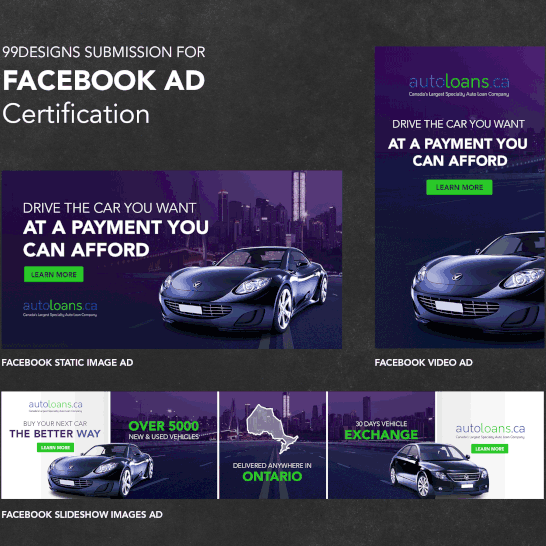 99DESIGNS SUBMISSION FOR
FACEBOOK AD
Certification
autoloans.ca
Canada's Largest Specialty Auto Loan Company
DRIVE THE CAR YOU WANT
AT A PAYMENT YOU
CAN AFFORD
LEARN MORE
DRIVE THE CAR YOU WANT
AT A PAYMENT YOU
CAN AFFORD
LEARN MORE
autoloans.ca
Canada's Largest Specialty Auto Loan Company
FACEBOOK STATIC IMAGE AD
FACEBOOK VIDEO AD
autoloans.ca
Canada's Largest Specialty Auto Loan Company
BUY YOUR NEXT CAR
THE BETTER WAY
LEARN MORE
OVER 5000
NEW & USED VEHICLES
DELIVERED ANYWHERE IN
ONTARIO
30 DAYS VEHICLE
EXCHANGE
autoloans.ca
Canada's Largest Specialty Auto Loan Company
LEARN MORE
FACEBOOK SLIDESHOW IMAGES AD